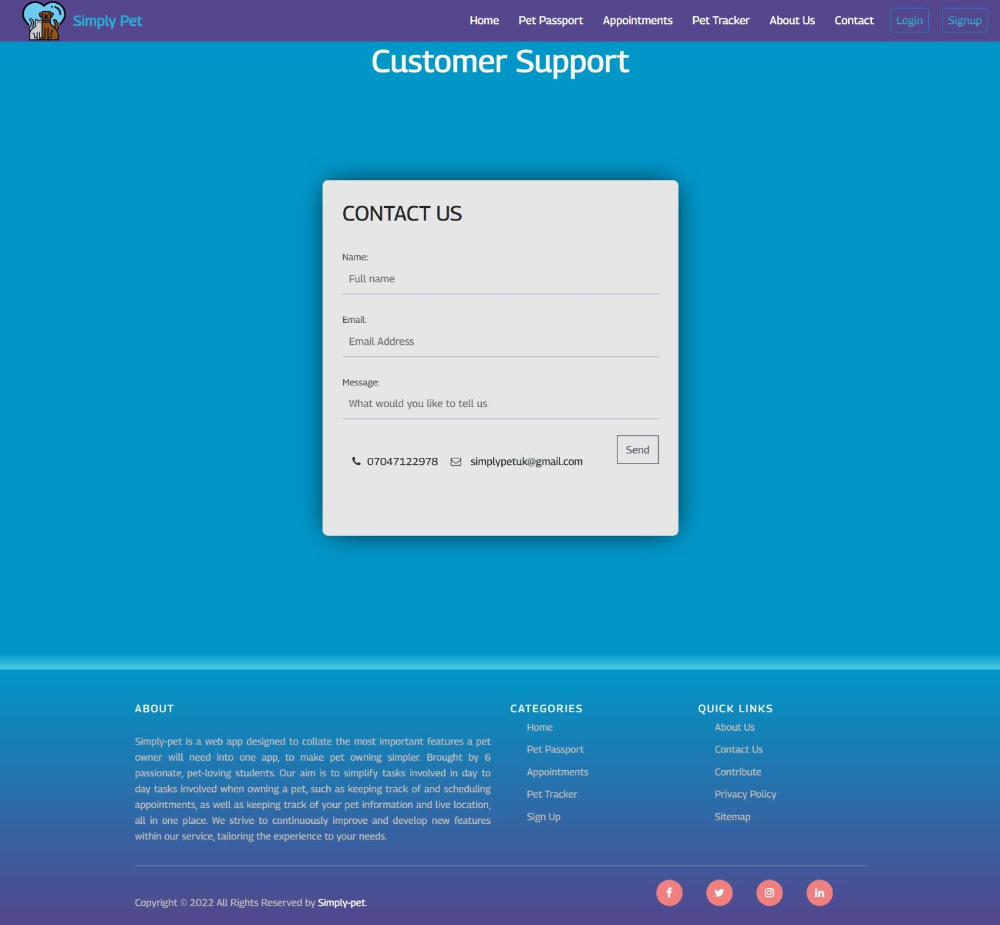 Simply Pet
Home Pet Passport Appointments Pet Tracker About Us Contact Login Signup
Customer Support
CONTACT US
Name:
Full name
Email:
Email Address
Message:
What would you like to tell us
Send
07047122978 simplypetuk@gmail.com
ABOUT
Simply-pet is a web app designed to collate the most important features a pet
owner will need into one app, to make pet owning simpler. Brought by 6
passionate, pet-loving students. Our aim is to simplify tasks involved in day to
day tasks involved when owning a pet, such as keeping track of and scheduling
appointments, as well as keeping track of your pet information and live location,
all in one place. We strive to continuously improve and develop new features
within our service, tailoring the experience to your needs.
CATEGORIES
Home
Pet Passport
Appointments
Pet Tracker
Sign Up
QUICK LINKS
About Us
Contact Us
Contribute
Privacy Policy
Sitemap
Copyright © 2022 All Rights Reserved by Simply-pet.